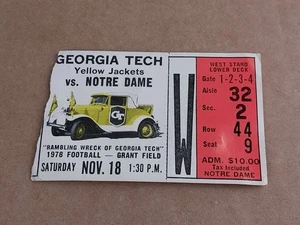 GEORGIA TECH
Yellow Jackets
vs. NOTRE DAME
GT
"RAMBLING WRECK OF GEORGIA TECH"
1978 FOOTBALL — GRANT FIELD
SATURDAY NOV. 18 1:30 P.M.
W
WEST STAND
LOWER DECK
Gate 1-2-3-4
Aisle 32
Sec. 2
Row 44
Seat 9
ADM. $10.00
Tax Included
NOTRE DAME